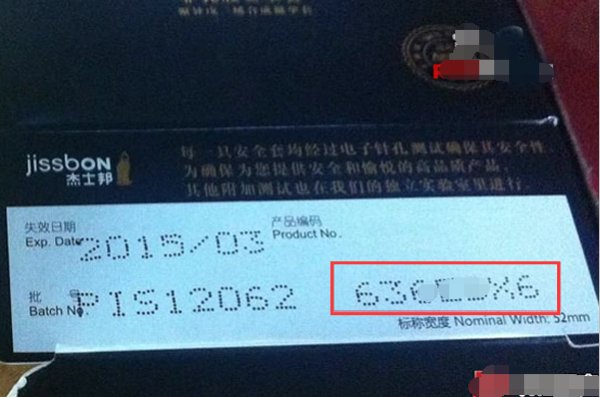 jissbon
杰士邦
每一具安全套均经过电子针孔测试确保其安全性,
为确保为您提供安全和愉悦的高品质产品,
其他附加测试也在我们的独立实验室里进行.
失效日期
Exp. Date
2015/03
产品编码
Product No.
批 号
Batch No.
PIS12062
636 X6
标称宽度 Nominal Width: 52mm